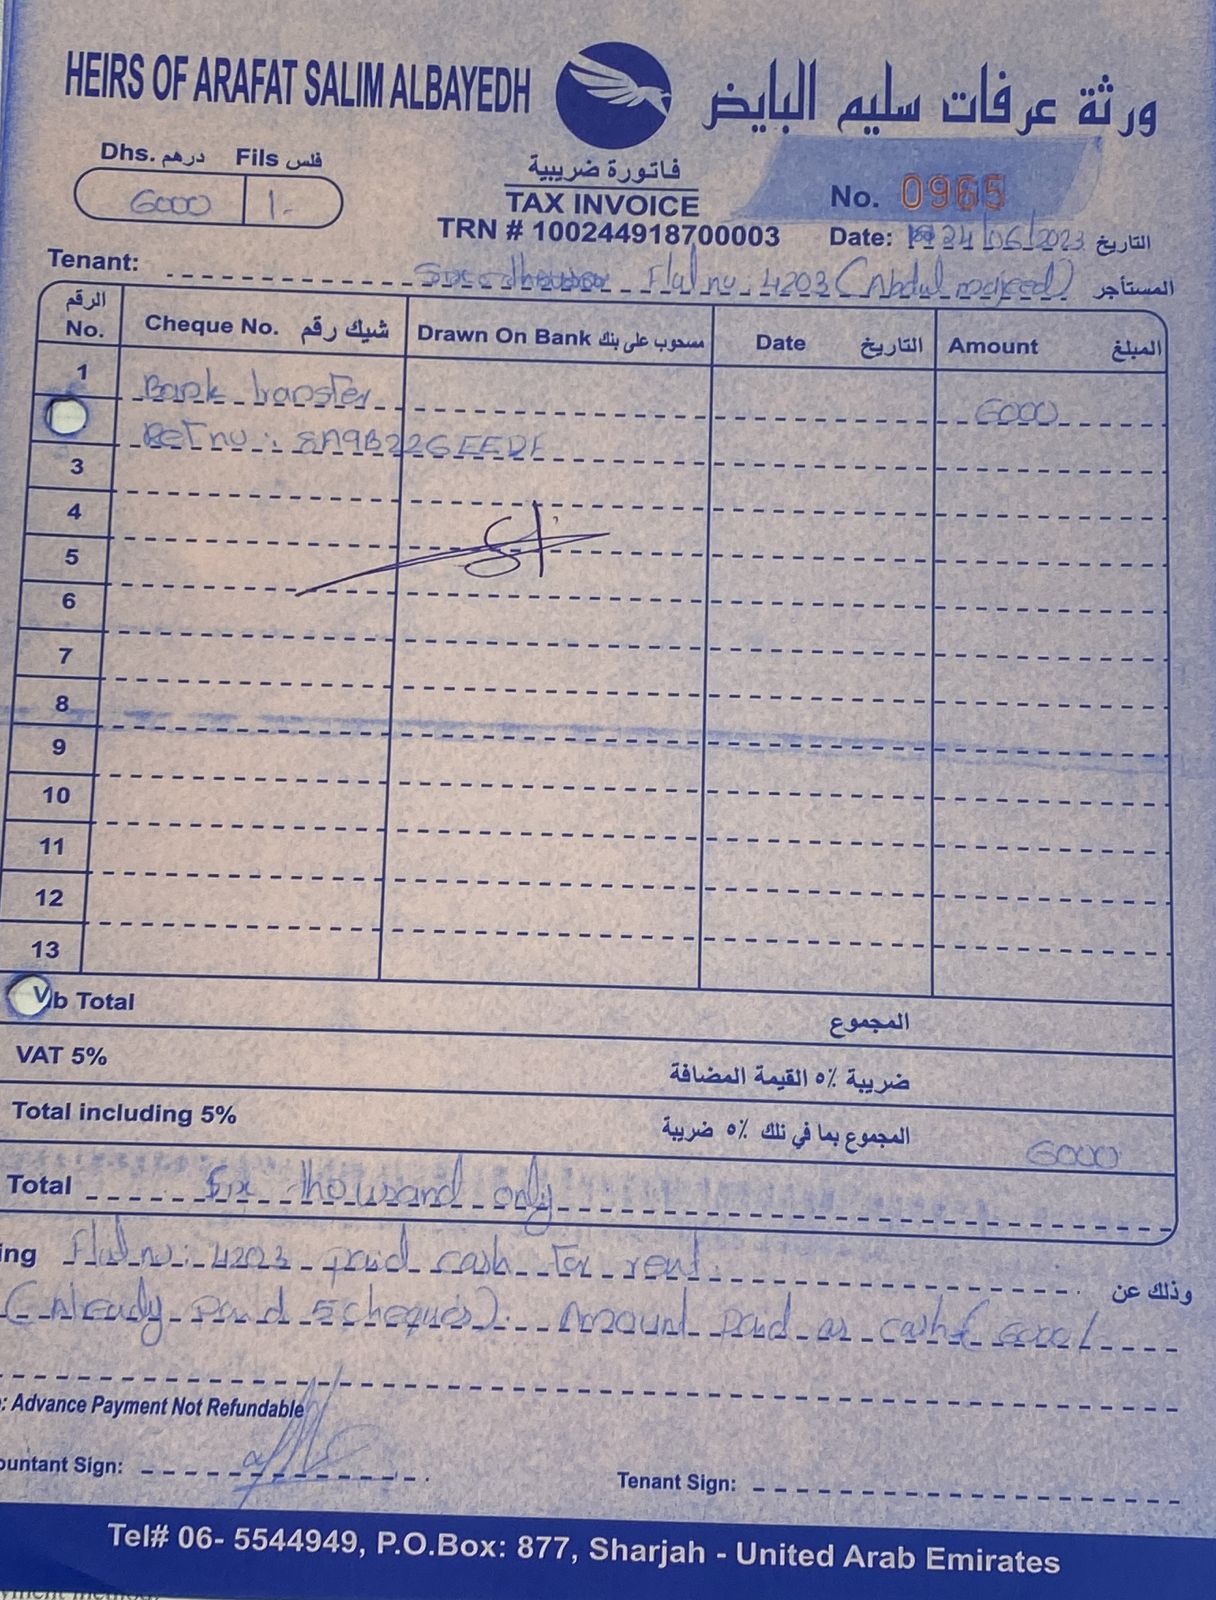 HEIRS OF ARAFAT SALIM ALBAYEDH
ورثة عرفات سليم البايض
Dhs. درهم Fils فلس
6000 /-
فاتورة ضريبية
TAX INVOICE
TRN # 100244918700003
No. 0965
Date: 24/06/2023 التاريخ
Tenant: Flat no 4203 (Abdul majeed) المستأجر
الرقم No. Cheque No. شيك رقم Drawn On Bank مسحوب على بنك Date التاريخ Amount المبلغ
1 Bank transfer 6000
Ref no:
3
4
5
6
7
8
9
10
11
12
13
b Total المجموع
VAT 5% ضريبة ٥٪ القيمة المضافة
Total including 5% المجموع بما في تلك ٥٪ ضريبة 6000
Total Six thousand only
ing Flat no: 4203 paid cash for rent. وذلك عن
(Already paid 5 cheques). Amount paid as cash 6000/
: Advance Payment Not Refundable
ountant Sign:
Tenant Sign:
Tel# 06- 5544949, P.O.Box: 877, Sharjah - United Arab Emirates